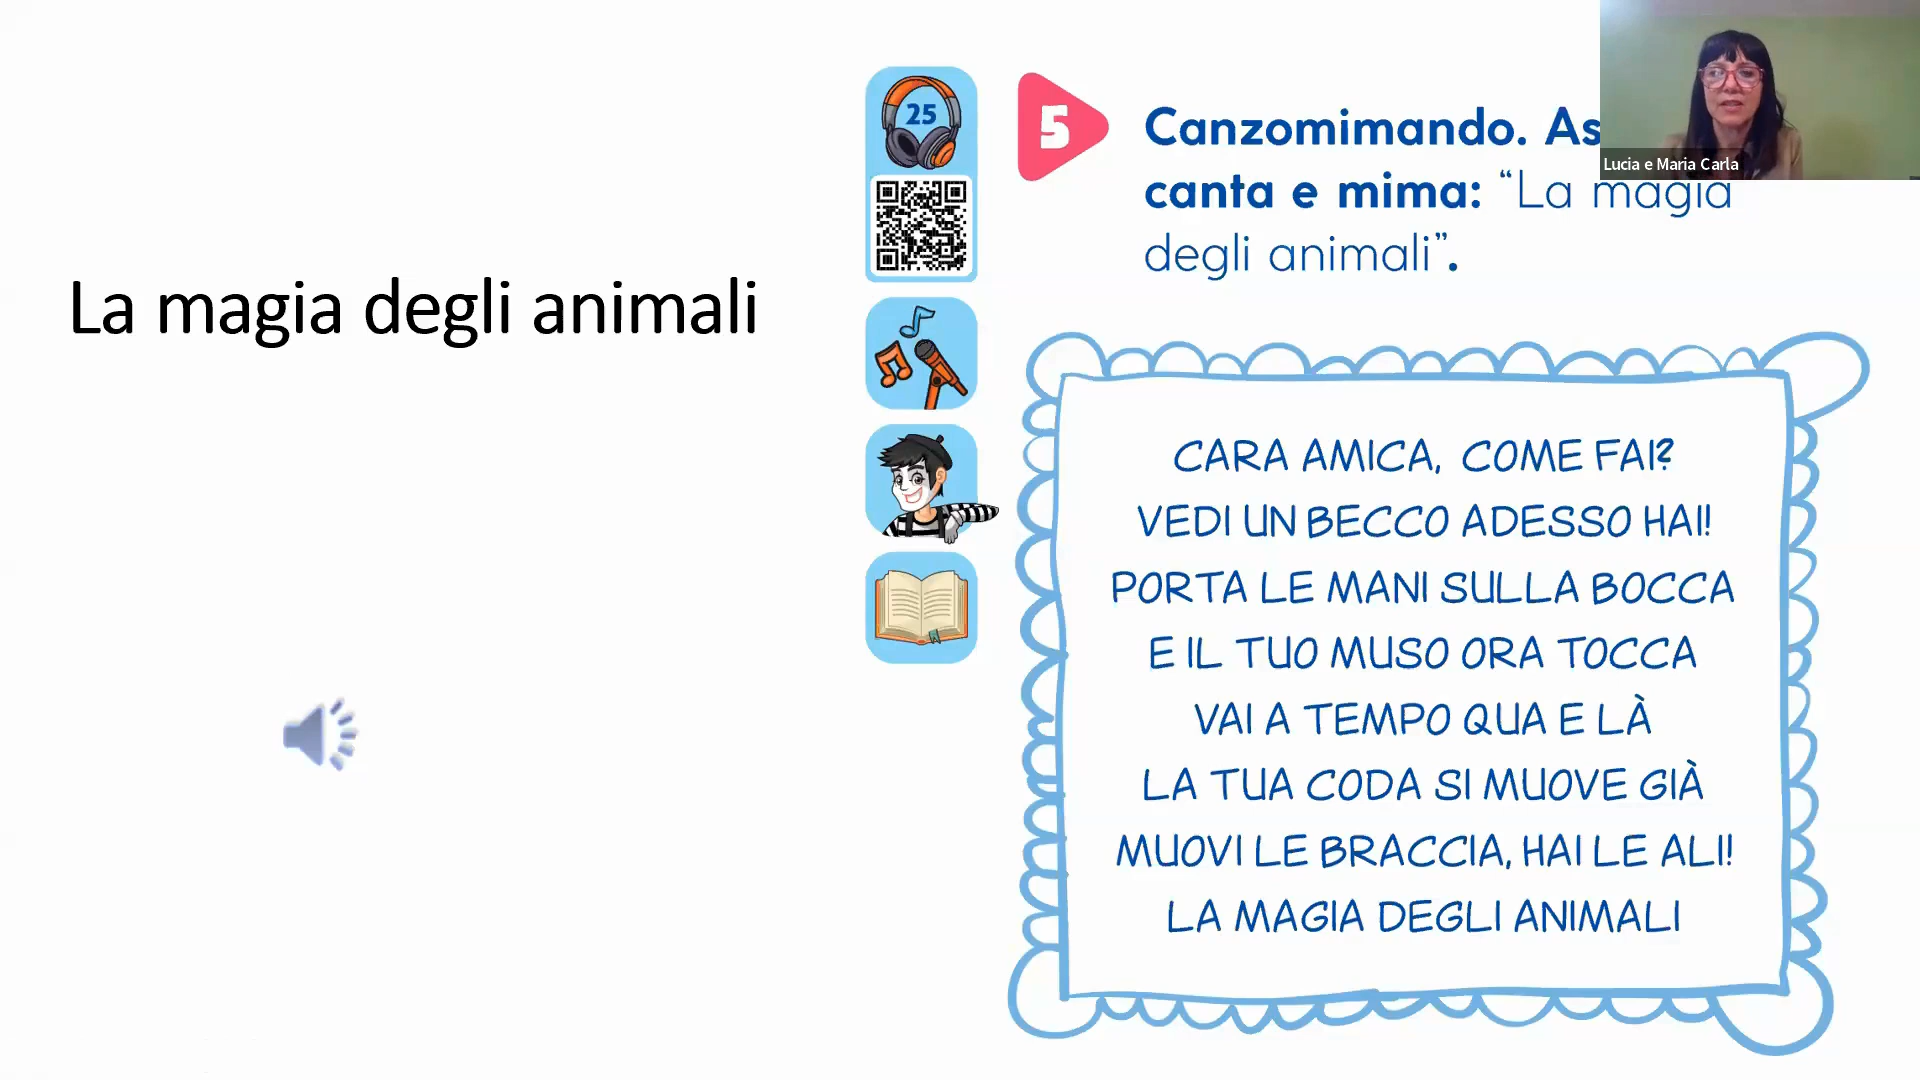 La magia degli animali
25
5
Canzomimando. As
canta e mima: “La magia
degli animali”.
Lucia e Maria Carla
CARA AMICA, COME FAI?
VEDI UN BECCO ADESSO HAI!
PORTA LE MANI SULLA BOCCA
E IL TUO MUSO ORA TOCCA
VAI A TEMPO QUA E LÀ
LA TUA CODA SI MUOVE GIÀ
MUOVI LE BRACCIA, HAI LE ALI!
LA MAGIA DEGLI ANIMALI